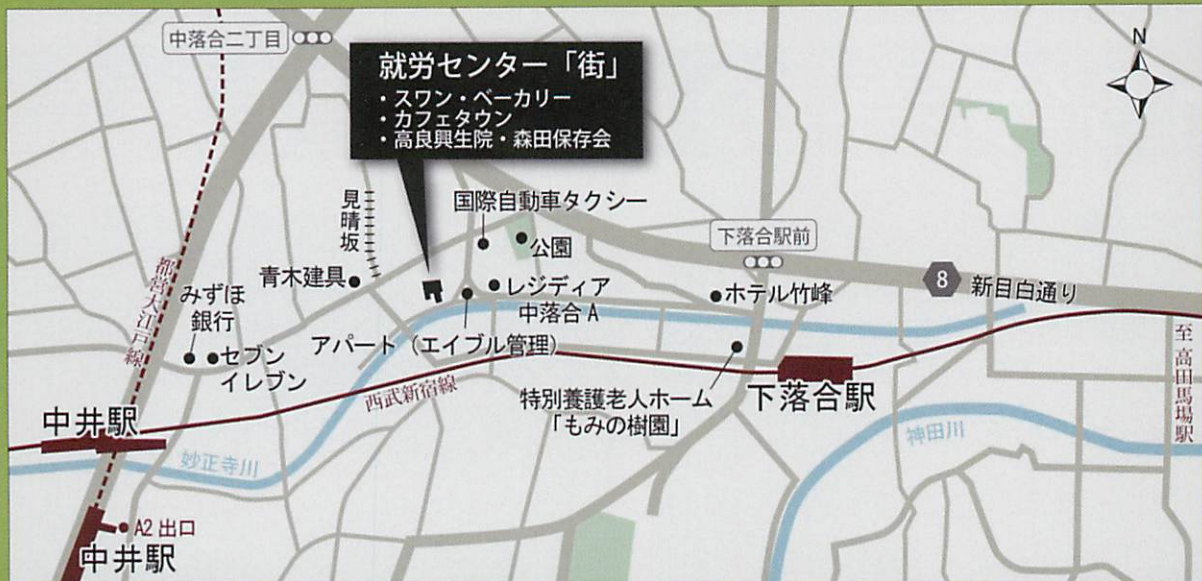 中落合二丁目
就労センター「街」
・スワン・ベーカリー
・カフェタウン
・高良興生院・森田保存会
N
見晴坂
国際自動車タクシー
公園
下落合駅前
青木建具
レジディア
中落合 A
ホテル竹峰
8
新目白通り
都営大江戸線
みずほ
銀行
セブン
イレブン
アパート（エイブル管理）
西武新宿線
特別養護老人ホーム
「もみの樹園」
下落合駅
至 高田馬場駅
中井駅
妙正寺川
神田川
A2 出口
中井駅